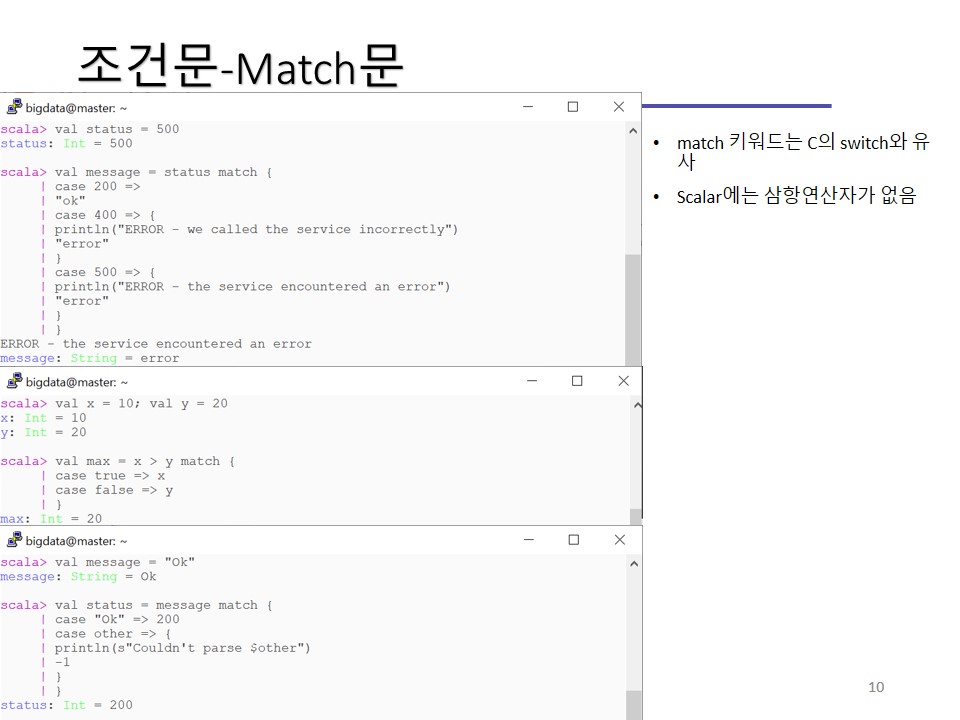 조건문-Match문
bigdata@master: ~
scala> val status = 500
status: Int = 500
scala> val message = status match {
| case 200 =>
| "ok"
| case 400 => {
| println("ERROR - we called the service incorrectly")
| "error"
| }
| case 500 => {
| println("ERROR - the service encountered an error")
| "error"
| }
| }
ERROR - the service encountered an error
message: String = error
bigdata@master: ~
scala> val x = 10; val y = 20
x: Int = 10
y: Int = 20
scala> val max = x > y match {
| case true => x
| case false => y
| }
max: Int = 20
bigdata@master: ~
scala> val message = "Ok"
message: String = Ok
scala> val status = message match {
| case "Ok" => 200
| case other => {
| println(s"Couldn't parse $other")
| -1
| }
| }
status: Int = 200
• match 키워드는 C의 switch와 유
사
• Scalar에는 삼항연산자가 없음
10